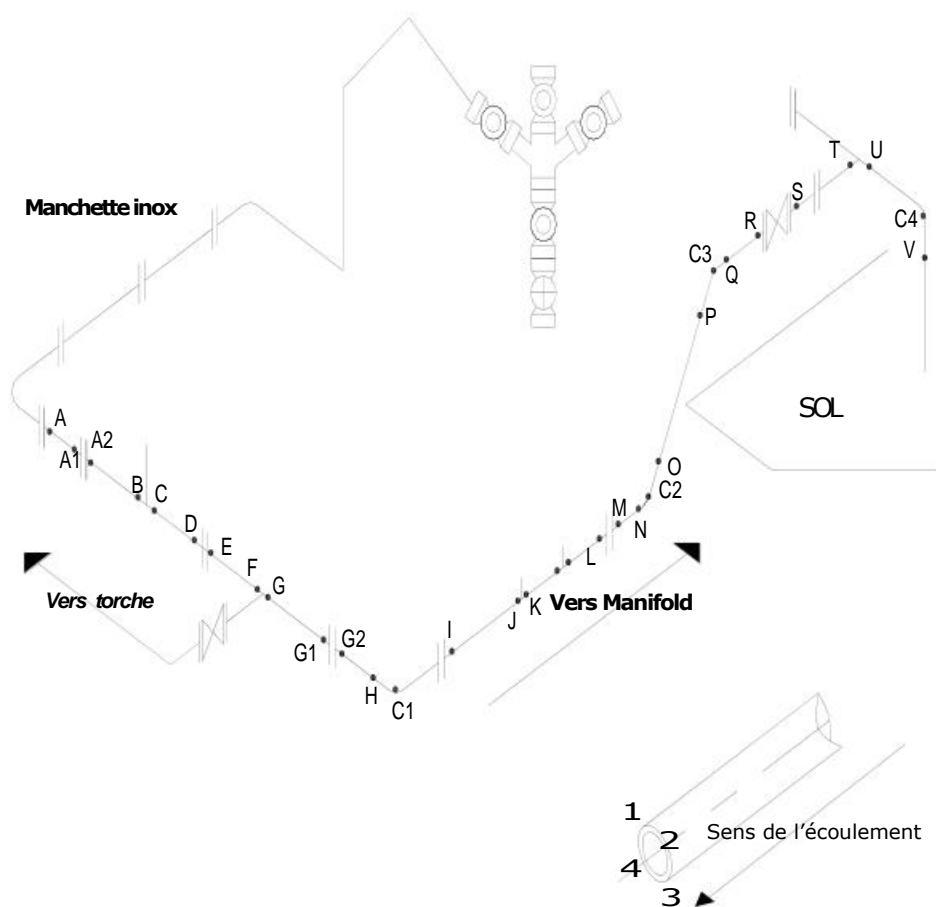 T U
Manchette inox
S
R
C4
C3
Q
V
P
A
SOL
A2
A1
O
B
C
C2
M
N
D
E
L
F
Vers torche
G
K
Vers Manifold
J
I
G1
G2
H
C1
1
2
Sens de l'écoulement
4
3